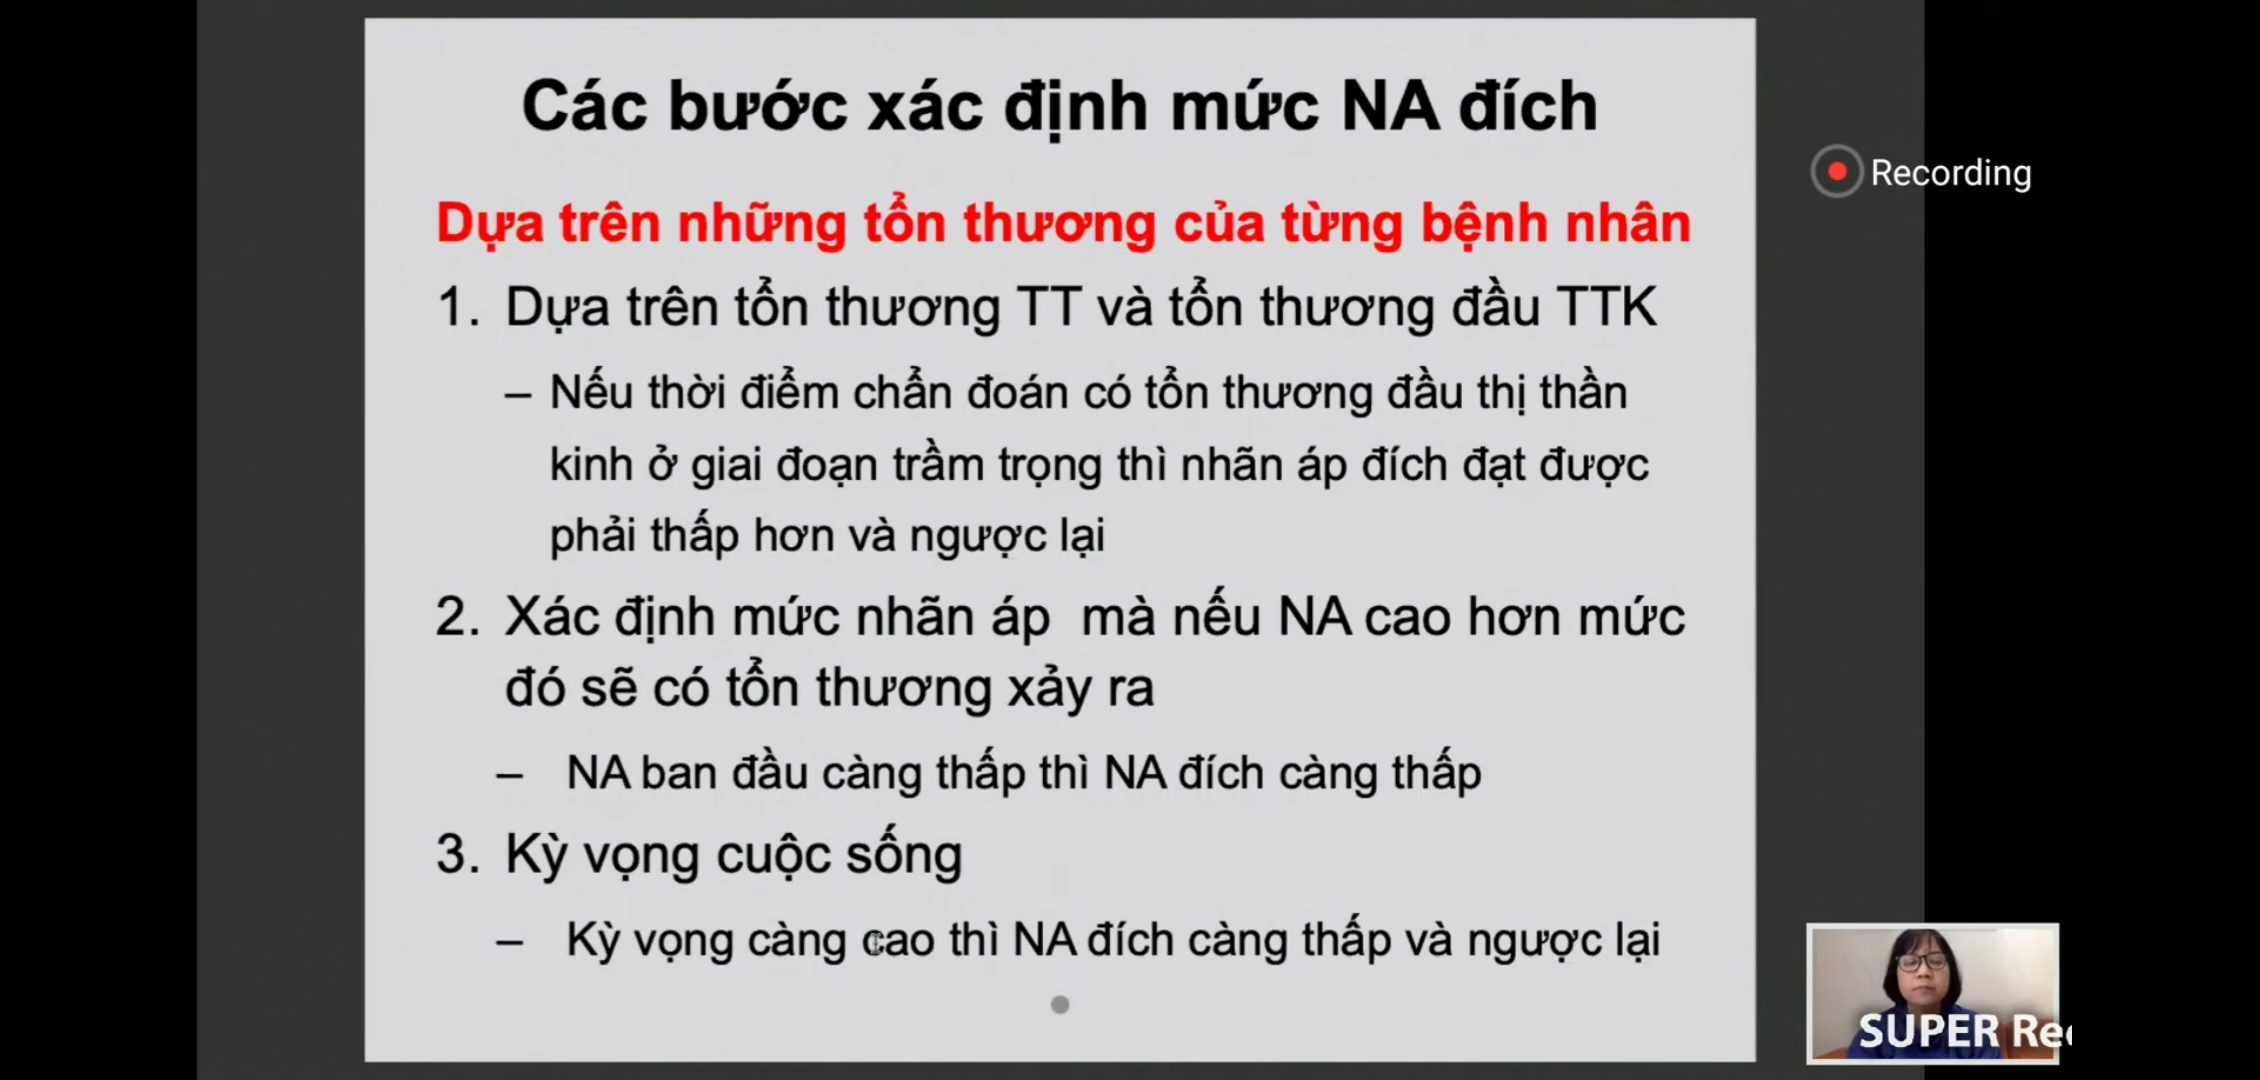 Các bước xác định mức NA đích
Recording
Dựa trên những tổn thương của từng bệnh nhân
1. Dựa trên tổn thương TT và tổn thương đầu TTK
– Nếu thời điểm chẩn đoán có tổn thương đầu thị thần
kinh ở giai đoạn trầm trọng thì nhãn áp đích đạt được
phải thấp hơn và ngược lại
2. Xác định mức nhãn áp mà nếu NA cao hơn mức
đó sẽ có tổn thương xảy ra
– NA ban đầu càng thấp thì NA đích càng thấp
3. Kỳ vọng cuộc sống
– Kỳ vọng càng cao thì NA đích càng thấp và ngược lại
SUPER Rec